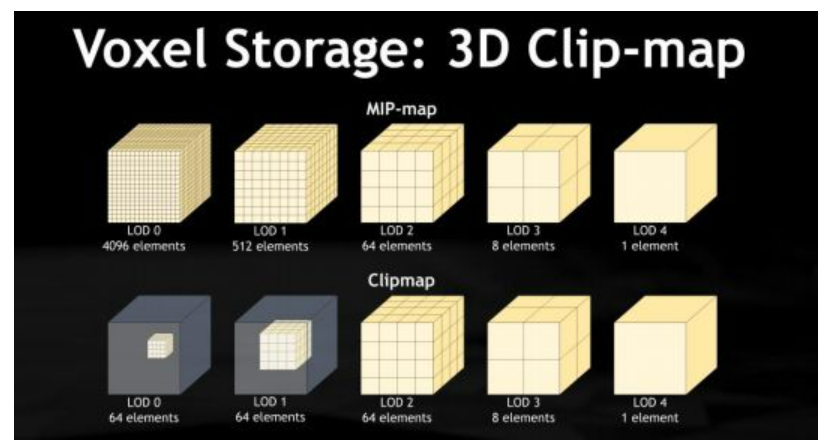 Voxel Storage: 3D Clip-map
MIP-map
LOD 0
4096 elements
LOD 1
512 elements
LOD 2
64 elements
LOD 3
8 elements
LOD 4
1 element
Clipmap
LOD 0
64 elements
LOD 1
64 elements
LOD 2
64 elements
LOD 3
8 elements
LOD 4
1 element